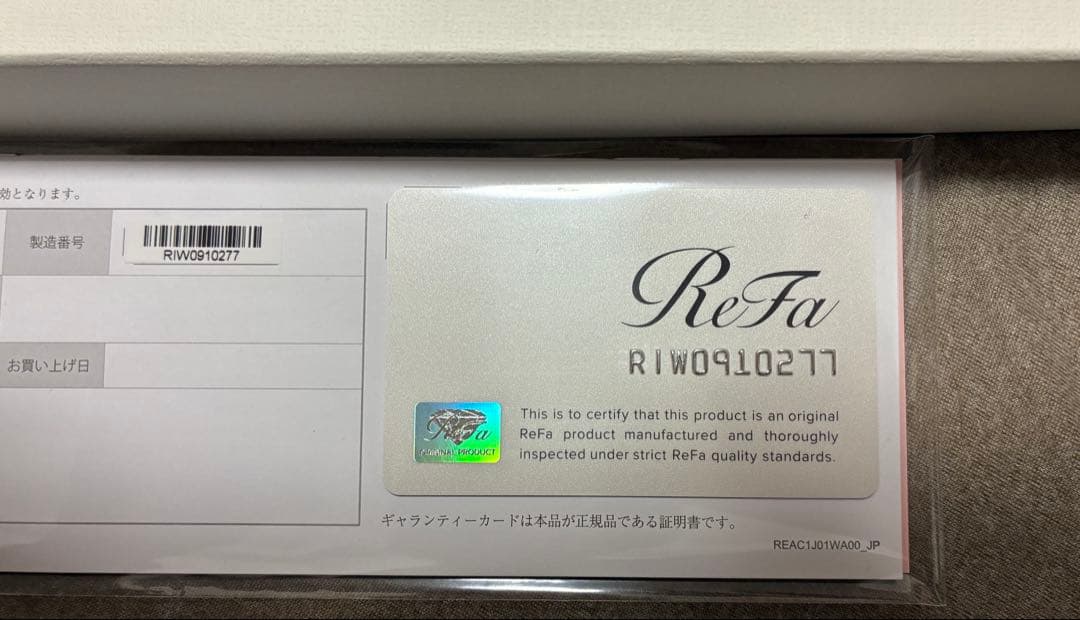 効となります。
製造番号
RIW0910277
お買い上げ日
ReFa
RIW0910277
ReFa
ORIGINAL PRODUCT
This is to certify that this product is an original
ReFa product manufactured and thoroughly
inspected under strict ReFa quality standards.
ギャランティーカードは本品が正規品である証明書です。
REAC1J01WA00_JP